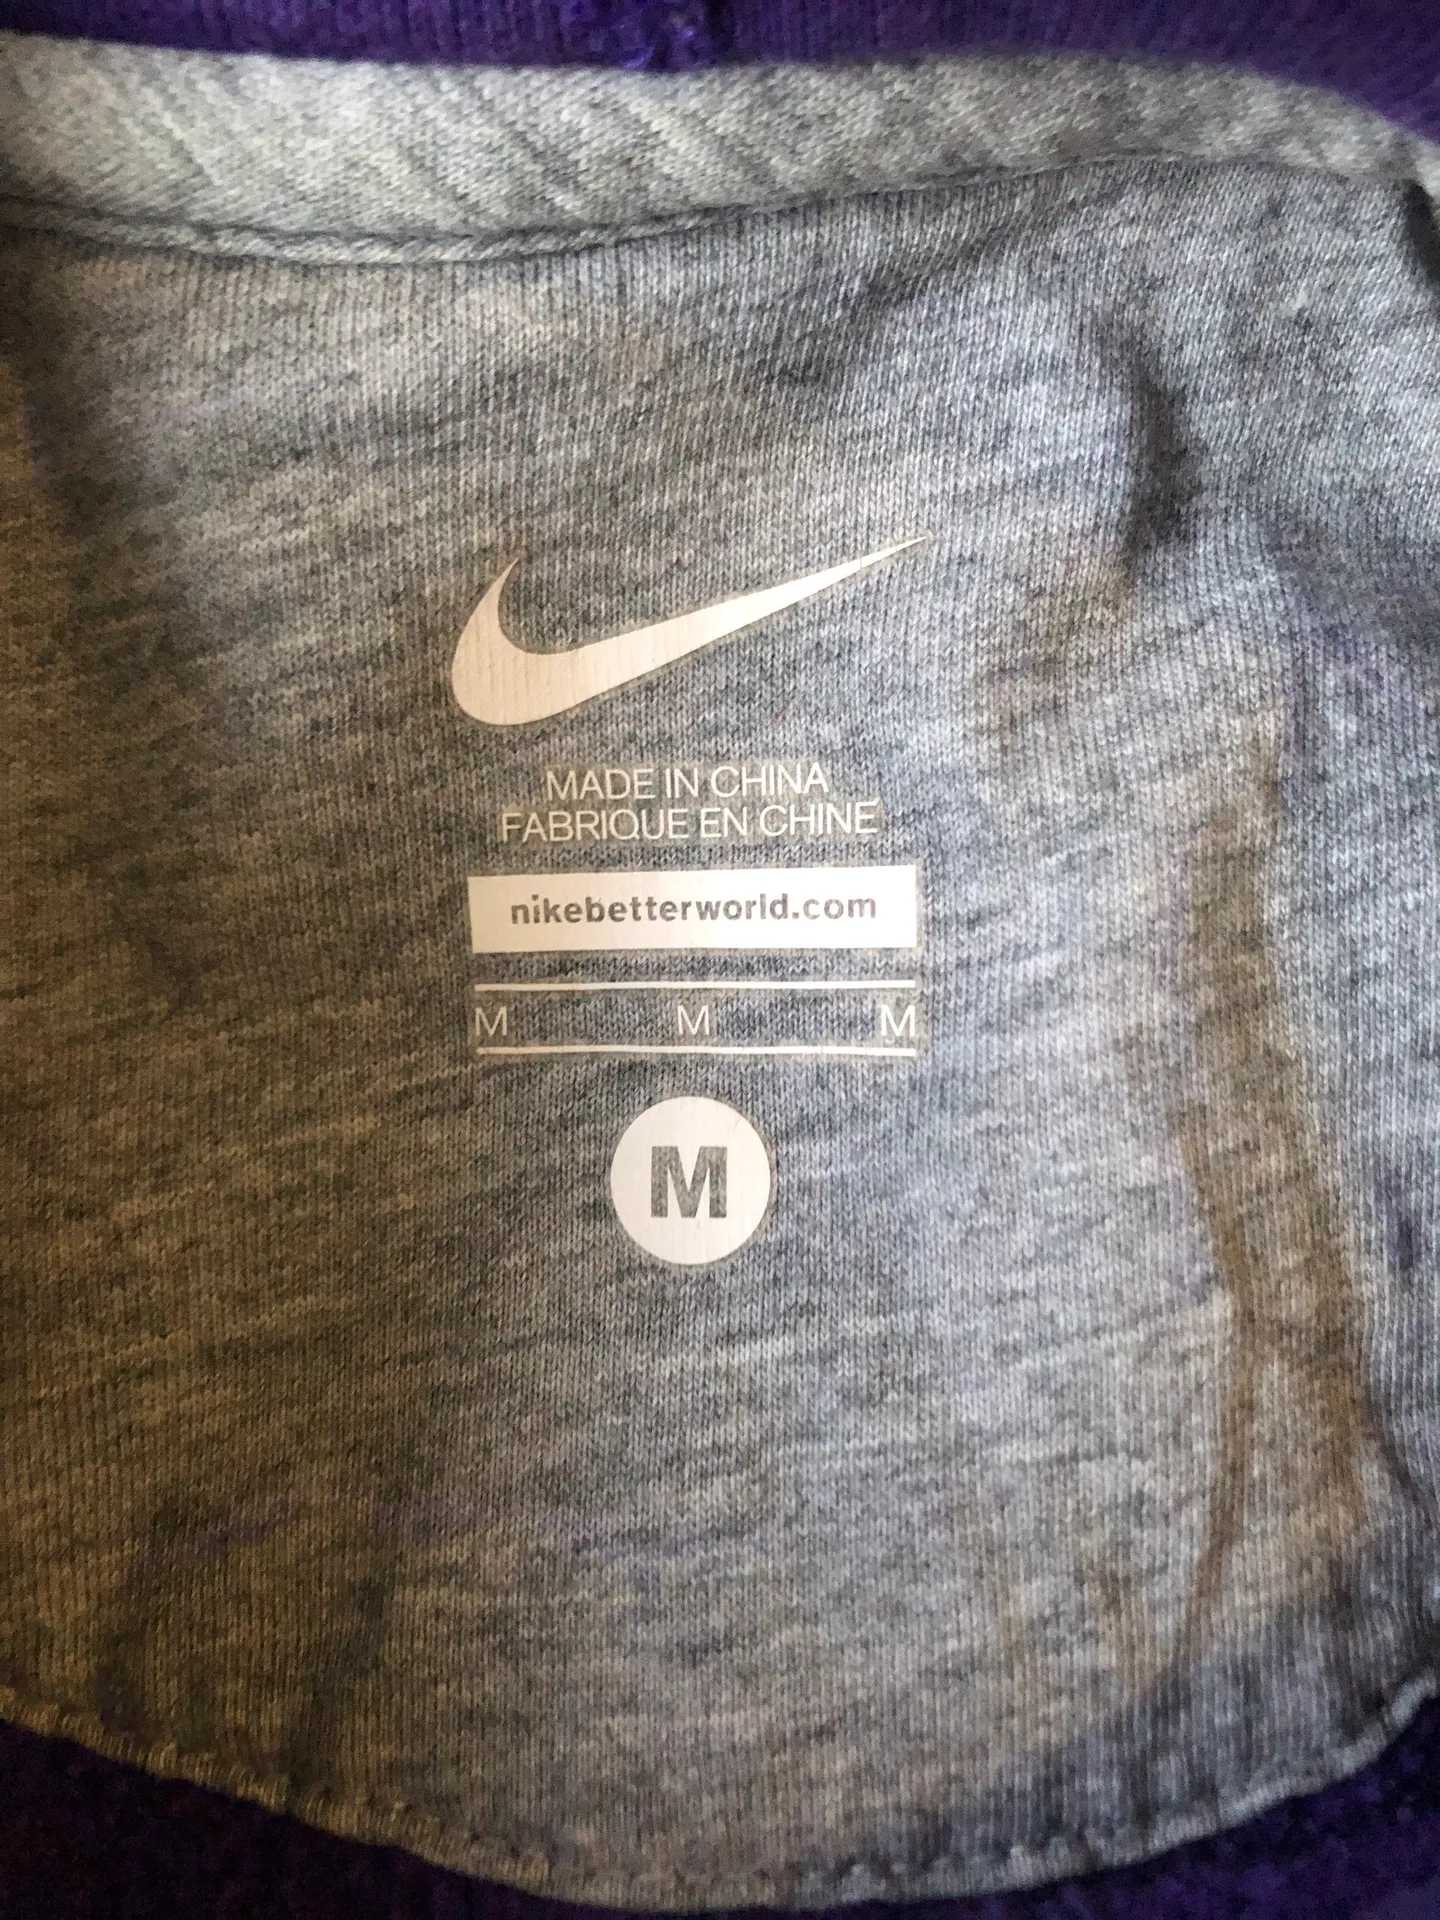 MADE IN CHINA
FABRIQUE EN CHINE
nikebetterworld.com
M M M
M